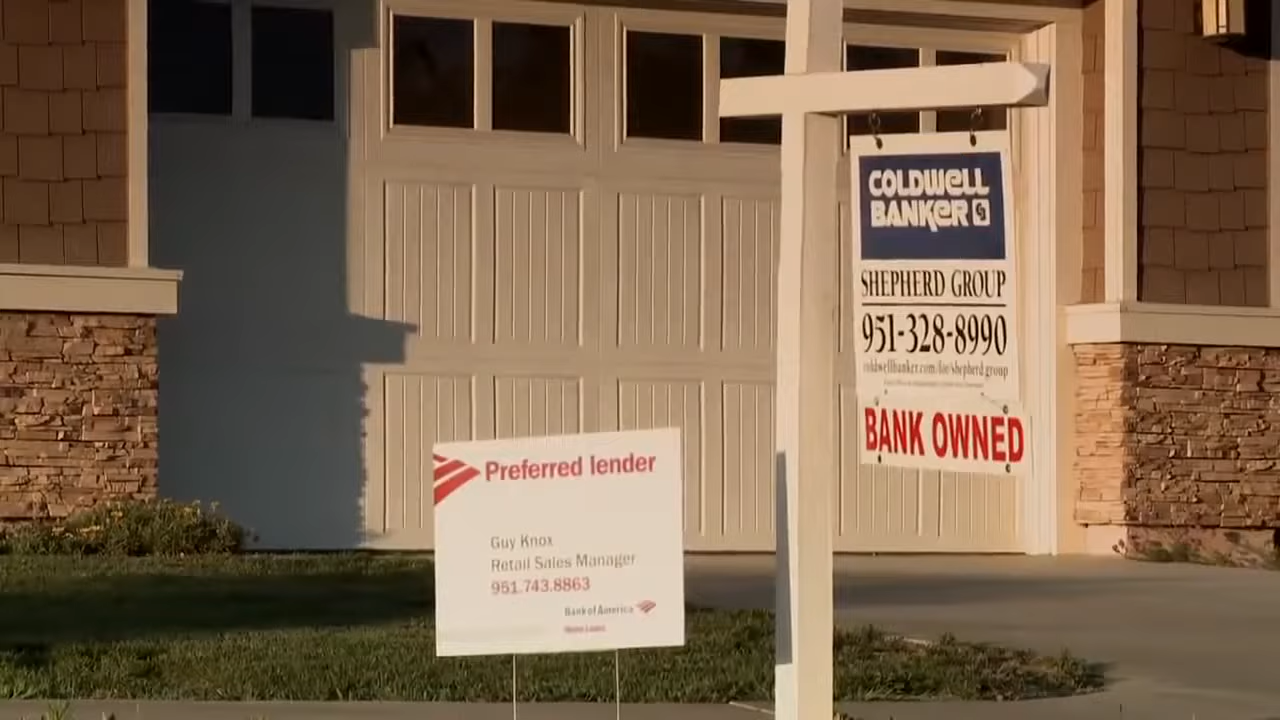 COLDWELL
BANKER
SHEPHERD GROUP
951-328-8990
BANK OWNED
Preferred lender
Guy Knox
Retail Sales Manager
951.743.8863
Bank of America
Home Loans